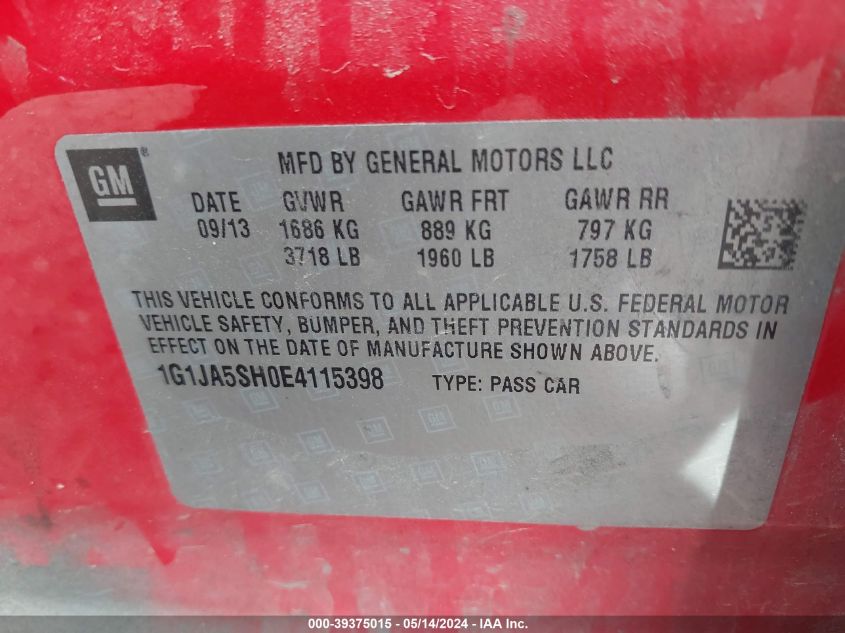 GM®
MFD BY GENERAL MOTORS LLC
DATE GVWR GAWR FRT GAWR RR
09/13 1686 KG 889 KG 797 KG
3718 LB 1960 LB 1758 LB
THIS VEHICLE CONFORMS TO ALL APPLICABLE U.S. FEDERAL MOTOR
VEHICLE SAFETY, BUMPER, AND THEFT PREVENTION STANDARDS IN
EFFECT ON THE DATE OF MANUFACTURE SHOWN ABOVE.
1G1JA5SH0E4115398 TYPE: PASS CAR
000-39375015 - 05/14/2024 - IAA Inc.